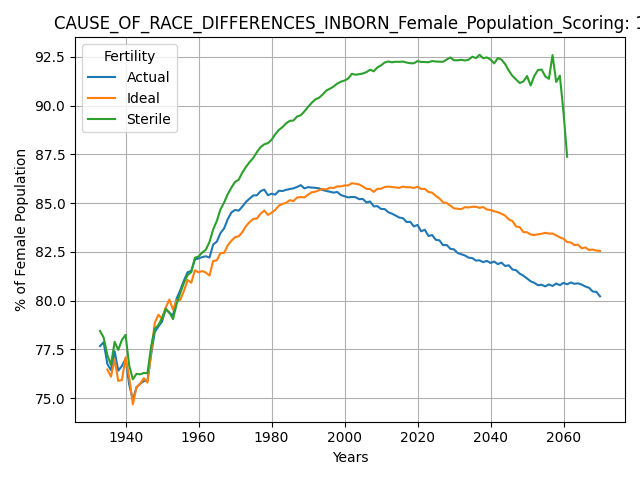 CAUSE_OF_RACE_DIFFERENCES_INBORN_Female_Population_Scoring: 1
92.5
90.0
87.5
85.0
82.5
80.0
77.5
75.0
% of Female Population
Fertility
Actual
Ideal
Sterile
1940 1960 1980 2000 2020 2040 2060
Years